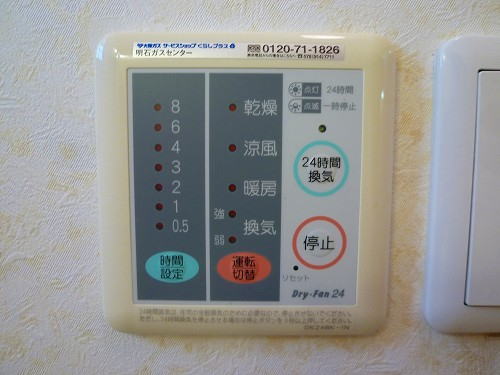 大阪ガス サービスショップ くらしプラス
明石ガスセンター
0120-71-1826
8
6
4
3
2
1
0.5
時間
設定
乾燥
涼風
暖房
強
換気
弱
運転
切替
点灯 24時間
点滅 一時停止
24時間
換気
停止
リセット
Dry-Fan 24